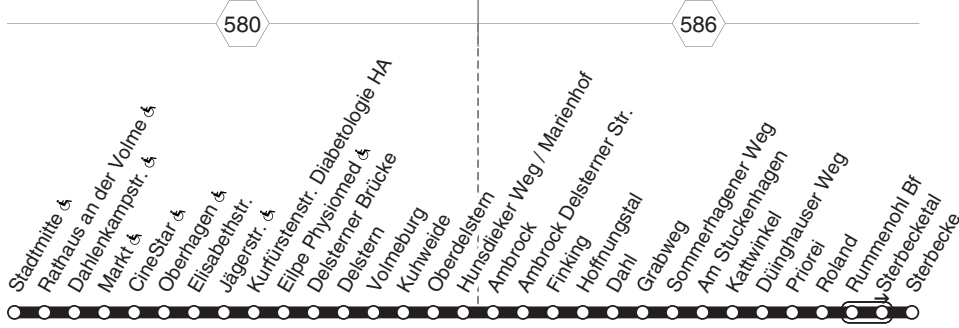 580
586
Stadtmitte
Rathaus an der Volme
Dahlenkampstr.
Markt
CineStar
Oberhagen
Elisabethstr.
Jägerstr.
Kurfürstenstr. Diabetologie HA
Eilpe Physiomed
Delsterner Brücke
Delstern
Volmeburg
Kuhweide
Oberdelstern
Hunsdieker Weg / Marienhof
Ambrock
Ambrock Delsterner Str.
Finking
Hoffnungstal
Dahl
Grabweg
Sommerhagener Weg
Am Stuckenhagen
Kattwinkel
Düinghauser Weg
Priorei
Roland
Rummenohl Bf
Sterbecketal
Sterbecke